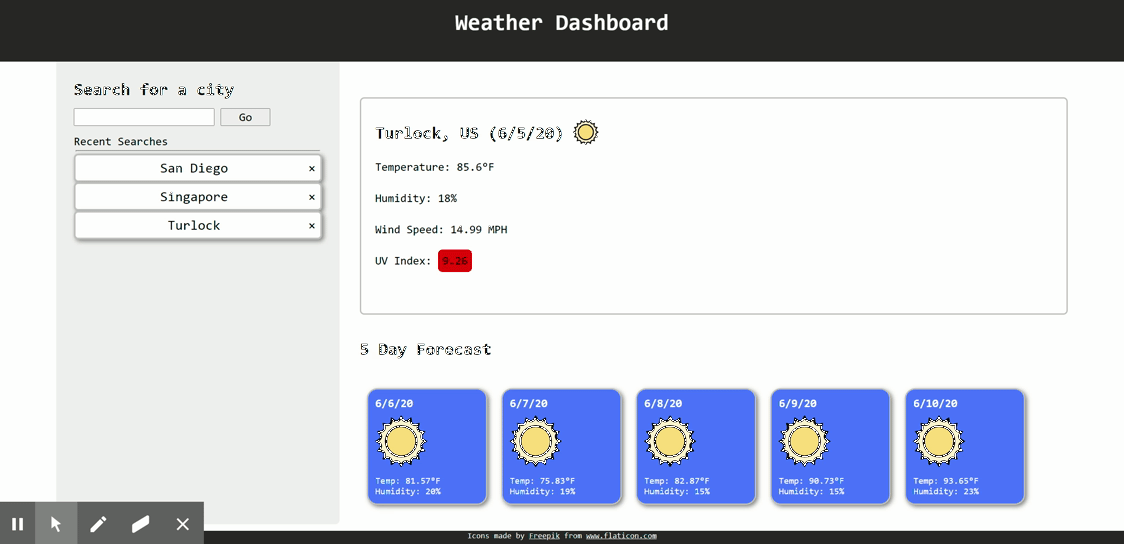 Weather Dashboard
Search for a city
Go
Recent Searches
San Diego ×
Singapore ×
Turlock ×
Turlock, US (6/5/20)
Temperature: 85.6°F
Humidity: 18%
Wind Speed: 14.99 MPH
UV Index: 9.26
5 Day Forecast
6/6/20
Temp: 81.57°F
Humidity: 20%
6/7/20
Temp: 75.83°F
Humidity: 19%
6/8/20
Temp: 82.87°F
Humidity: 15%
6/9/20
Temp: 90.73°F
Humidity: 15%
6/10/20
Temp: 93.65°F
Humidity: 23%
Icons made by Freepik from www.flaticon.com